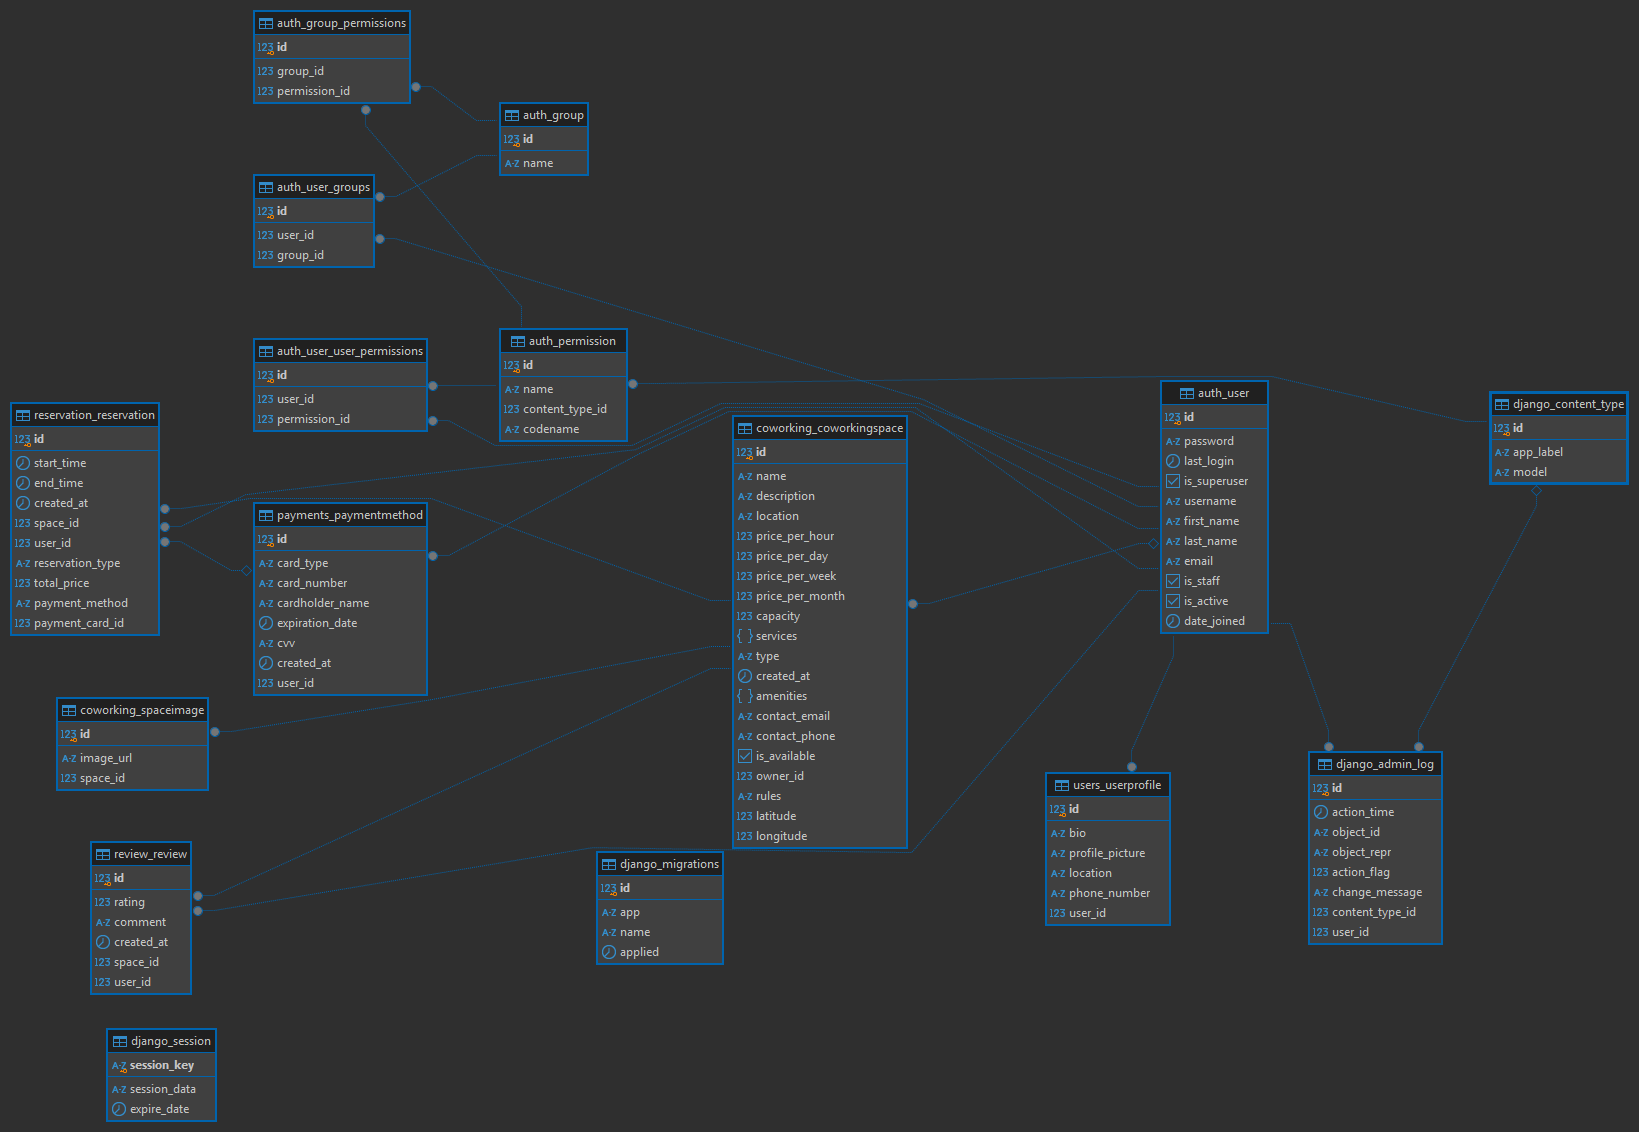 auth_group_permissions
123 id
123 group_id
123 permission_id
auth_group
123 id
A-Z name
auth_user_groups
123 id
123 user_id
123 group_id
auth_user_user_permissions
123 id
123 user_id
123 permission_id
auth_permission
123 id
A-Z name
123 content_type_id
A-Z codename
reservation_reservation
123 id
start_time
end_time
created_at
123 space_id
123 user_id
A-Z reservation_type
123 total_price
A-Z payment_method
123 payment_card_id
payments_paymentmethod
123 id
A-Z card_type
A-Z card_number
A-Z cardholder_name
expiration_date
A-Z cvv
created_at
123 user_id
coworking_coworkingspace
123 id
A-Z name
A-Z description
A-Z location
123 price_per_hour
123 price_per_day
123 price_per_week
123 price_per_month
123 capacity
{ } services
A-Z type
created_at
{ } amenities
A-Z contact_email
A-Z contact_phone
is_available
123 owner_id
A-Z rules
123 latitude
123 longitude
auth_user
123 id
A-Z password
last_login
is_superuser
A-Z username
A-Z first_name
A-Z last_name
A-Z email
is_staff
is_active
date_joined
django_content_type
123 id
A-Z app_label
A-Z model
coworking_spaceimage
123 id
A-Z image_url
123 space_id
review_review
123 id
123 rating
A-Z comment
created_at
123 space_id
123 user_id
django_migrations
123 id
A-Z app
A-Z name
applied
users_userprofile
123 id
A-Z bio
A-Z profile_picture
A-Z location
A-Z phone_number
123 user_id
django_admin_log
123 id
action_time
A-Z object_id
A-Z object_repr
123 action_flag
A-Z change_message
123 content_type_id
123 user_id
django_session
A-Z session_key
A-Z session_data
expire_date